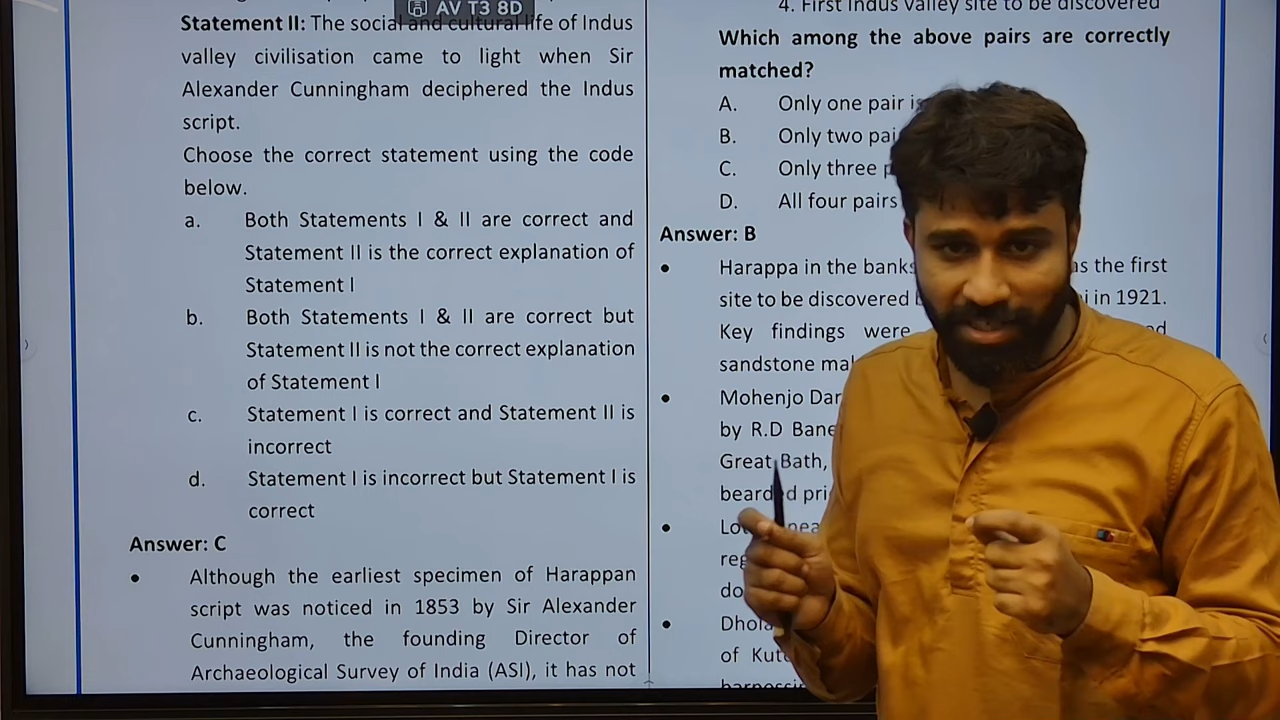 AV T3 8D
Statement II: The social and cultural life of Indus
valley civilisation came to light when Sir
Alexander Cunningham deciphered the Indus
script.
Choose the correct statement using the code
below.
a. Both Statements I & II are correct and
Statement II is the correct explanation of
Statement I
b. Both Statements I & II are correct but
Statement II is not the correct explanation
of Statement I
c. Statement I is correct and Statement II is
incorrect
d. Statement I is incorrect but Statement I is
correct
Answer: C
• Although the earliest specimen of Harappan
script was noticed in 1853 by Sir Alexander
Cunningham, the founding Director of
Archaeological Survey of India (ASI), it has not
4. First Indus Valley site to be discovered
Which among the above pairs are correctly
matched?
A. Only one pair
B. Only two
C. Only three
D. All four pairs
Answer: B
• Harappa in the banks the first
site to be discovered in 1921.
Key findings were
sandstone
• Mohenjo
by R.D
Great Bath,
bearded
•
•
of